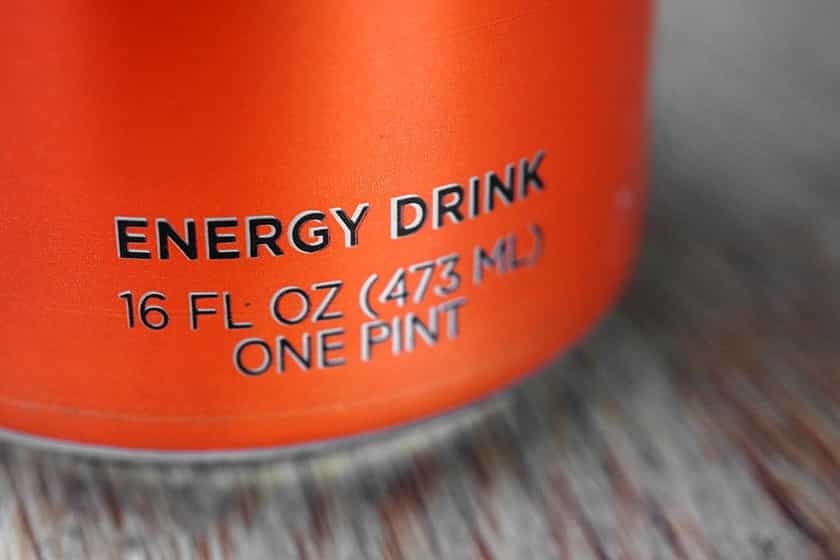 ENERGY DRINK
16 FL OZ (473 ML)
ONE PINT